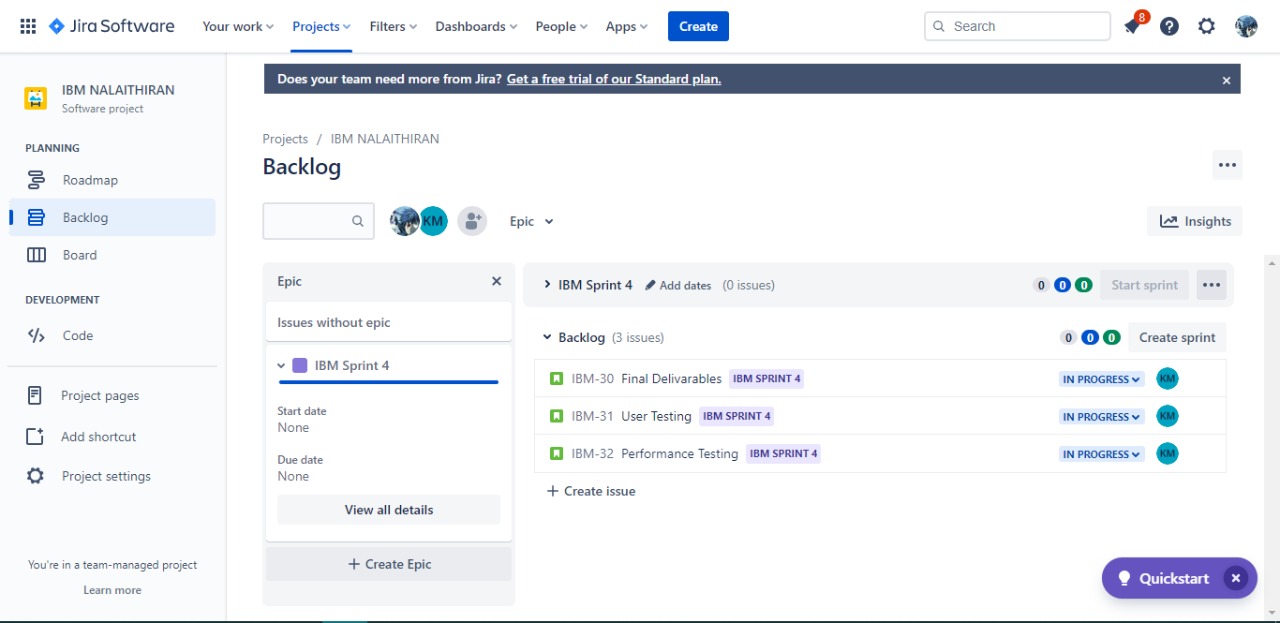 Jira Software Your work Projects Filters Dashboards People Apps Create Search 8
Does your team need more from Jira? Get a free trial of our Standard plan.
IBM NALAITHIRAN
Software project
PLANNING
Roadmap
Backlog
Board
DEVELOPMENT
Code
Project pages
Add shortcut
Project settings
You're in a team-managed project
Learn more
Projects / IBM NALAITHIRAN
Backlog
KM Epic Insights
Epic
Issues without epic
IBM Sprint 4
Start date
None
Due date
None
View all details
+ Create Epic
IBM Sprint 4 Add dates (0 issues) 0 0 0 Start sprint
Backlog (3 issues) 0 0 0 Create sprint
IBM-30 Final Delivarables IBM SPRINT 4 IN PROGRESS KM
IBM-31 User Testing IBM SPRINT 4 IN PROGRESS KM
IBM-32 Performance Testing IBM SPRINT 4 IN PROGRESS KM
+ Create issue
Quickstart